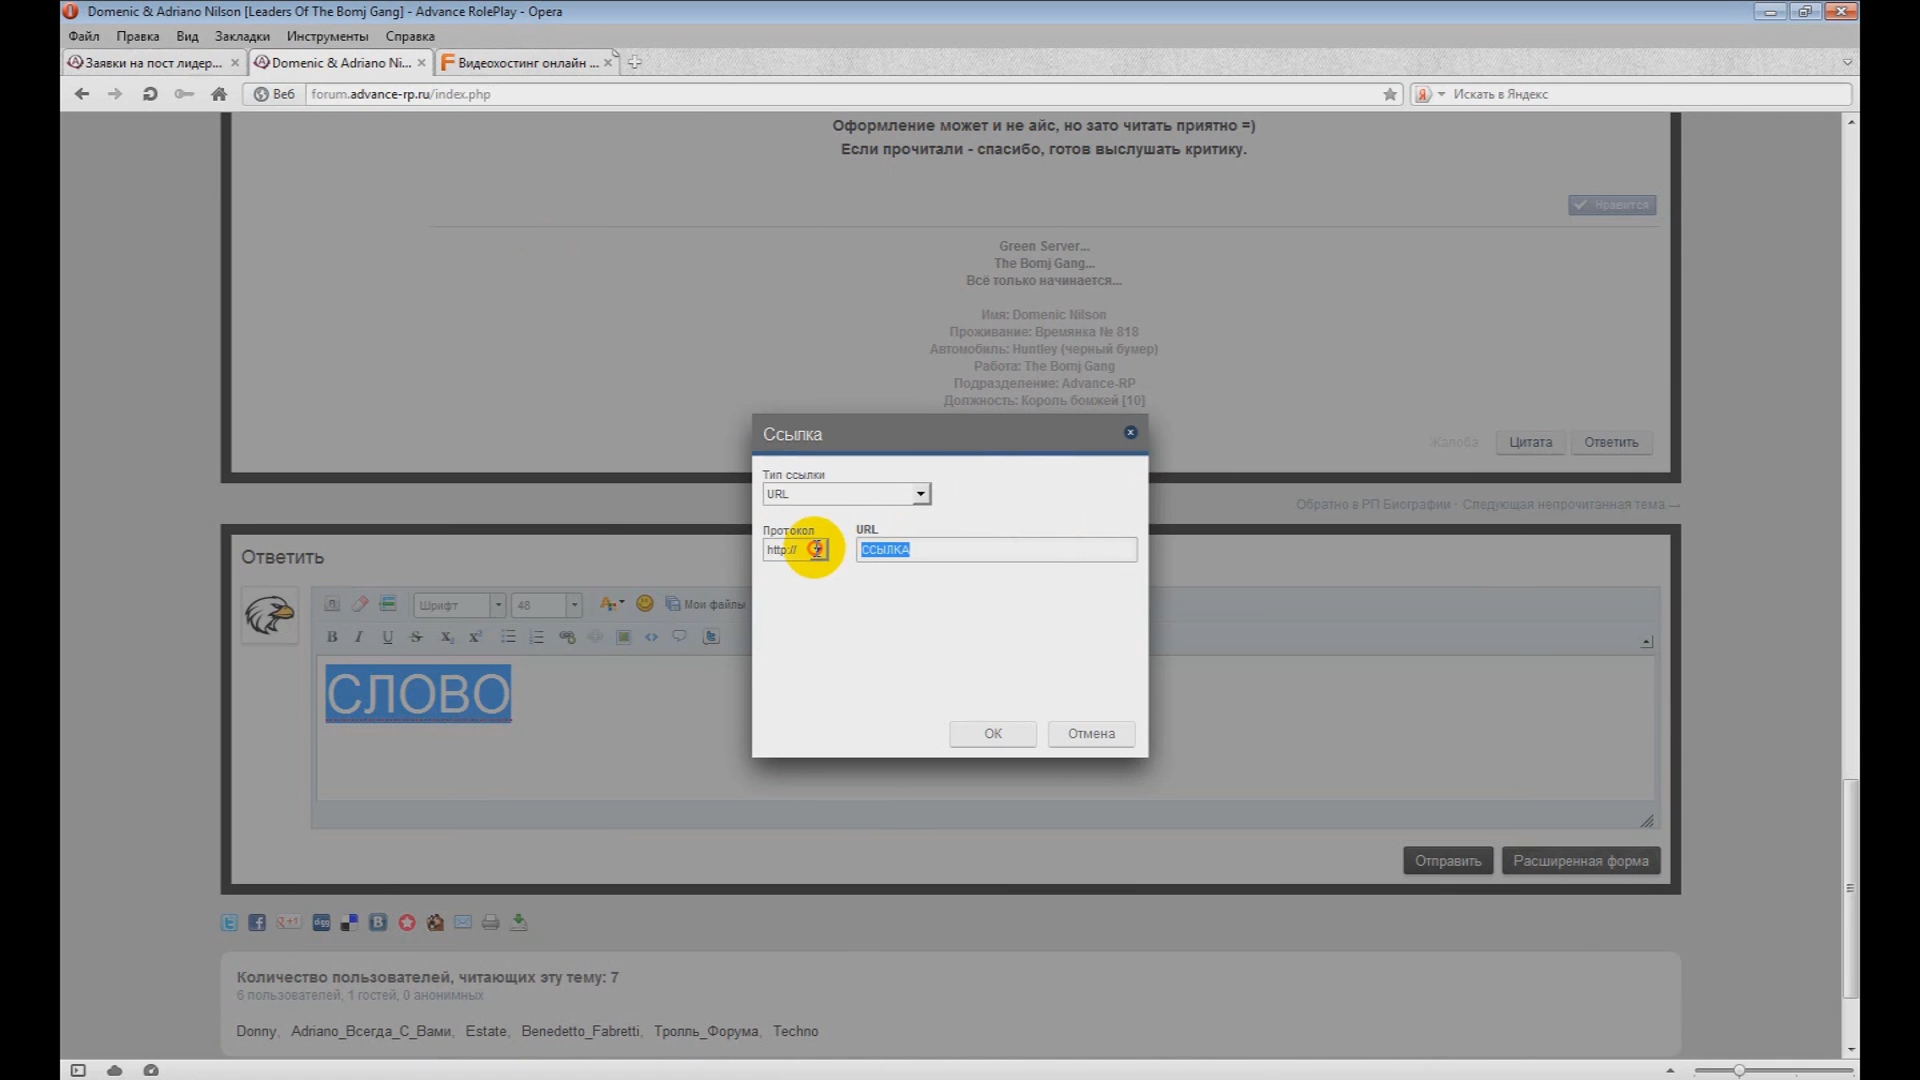 Domenic & Adriano Nilson [Leaders Of The Bomj Gang] - Advance RolePlay - Opera
Файл Правка Вид Закладки Инструменты Справка
Заявки на пост лидер... Domenic & Adriano Ni... Видеохостинг онлайн ...
Веб forum.advance-rp.ru/index.php Искать в Яндекс
Оформление может и не айс, но зато читать приятно =)
Если прочитали - спасибо, готов выслушать критику.
Нравится
Green Server...
The Bomj Gang...
Всё только начинается...
Имя: Domenic Nilson
Проживание: Времянка № 818
Автомобиль: Huntley (черный бумер)
Работа: The Bomj Gang
Подразделение: Advance-RP
Должность: Король бомжей [10]
Жалоба Цитата Ответить
Ссылка
Тип ссылки
URL
Протокол URL
http:// ССЫЛКА
ОК Отмена
Обратно в РП Биографии · Следующая непрочитанная тема →
Ответить
Шрифт 48 Мои файлы
СЛОВО
Отправить Расширенная форма
Количество пользователей, читающих эту тему: 7
6 пользователей, 1 гостей, 0 анонимных
Donny, Adriano_Всегда_С_Вами, Estate, Benedetto_Fabretti, Тролль_Форума, Techno